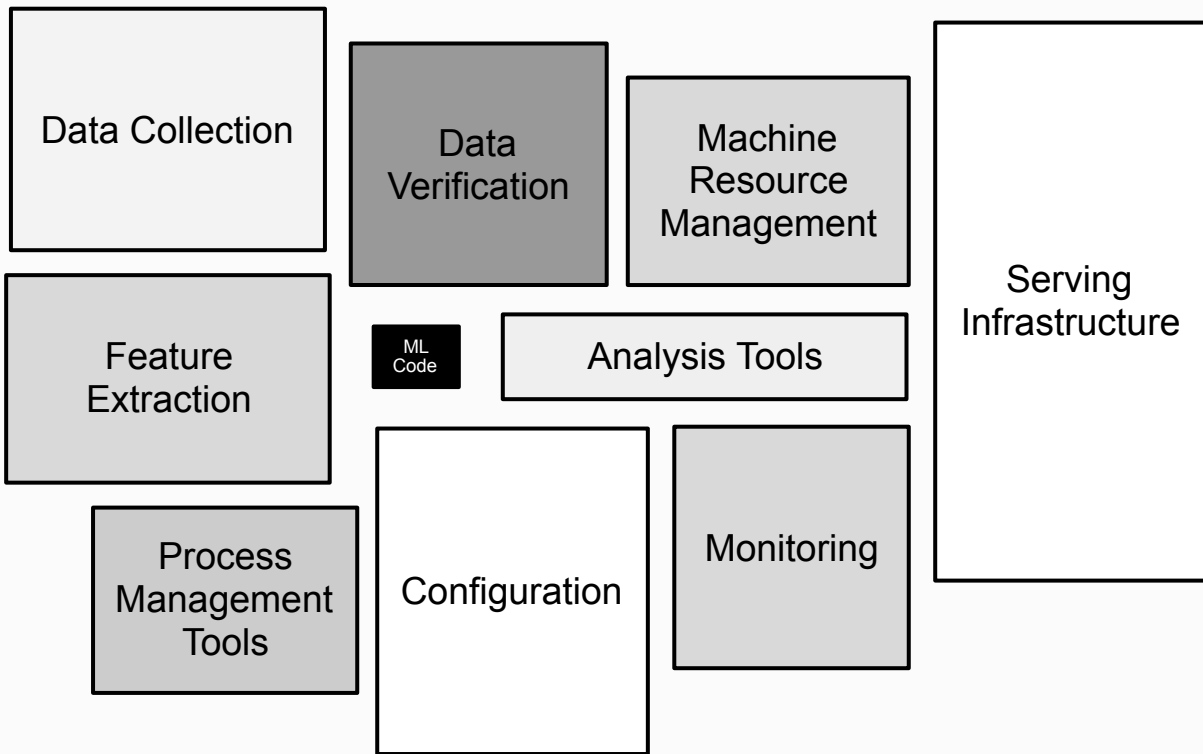 Data Collection
Data
Verification
Machine
Resource
Management
Serving
Infrastructure
Feature
Extraction
ML
Code
Analysis Tools
Process
Management
Tools
Configuration
Monitoring